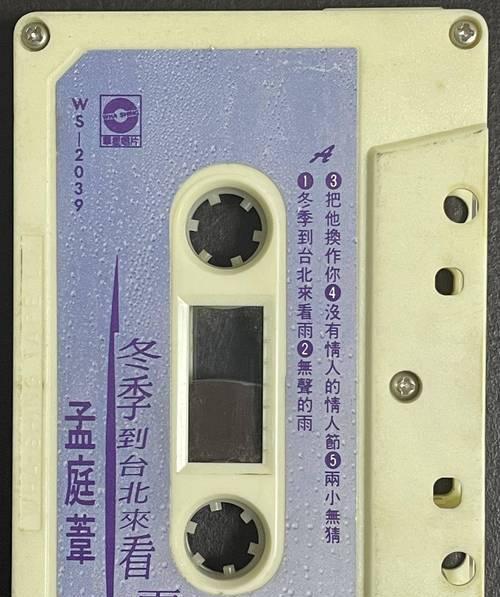 WS-2039
華星唱片
A
❶冬季到台北來看雨❷無聲的雨
❸把他換作你❹沒有情人的情人節❺兩小無猜
冬季到台北來看雨
孟庭葦